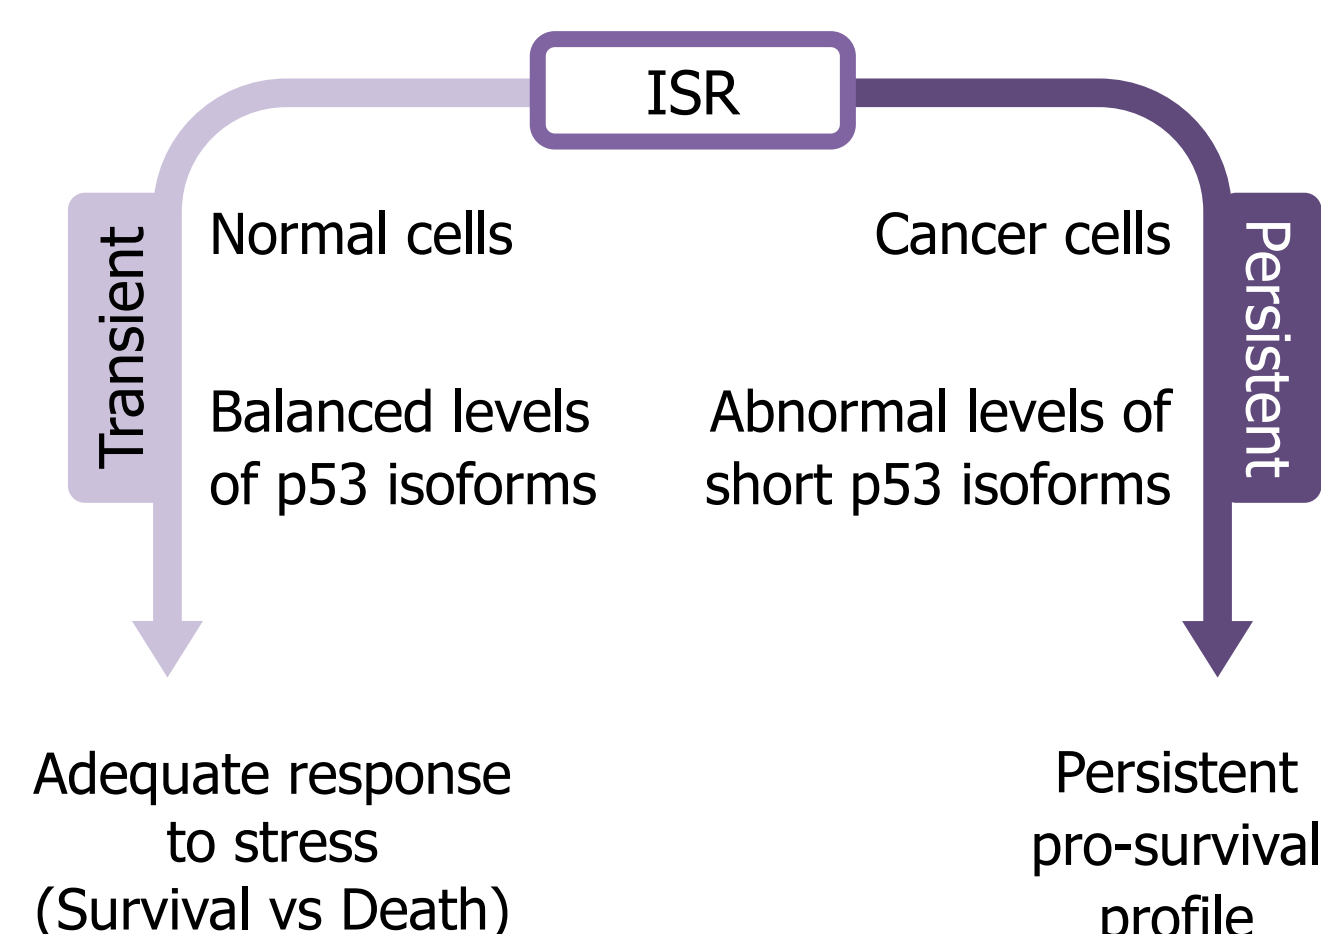 ISR
Transient
Normal cells
Balanced levels
of p53 isoforms
Adequate response
to stress
(Survival vs Death)
Cancer cells
Abnormal levels of
short p53 isoforms
Persistent
Persistent
pro-survival
profile